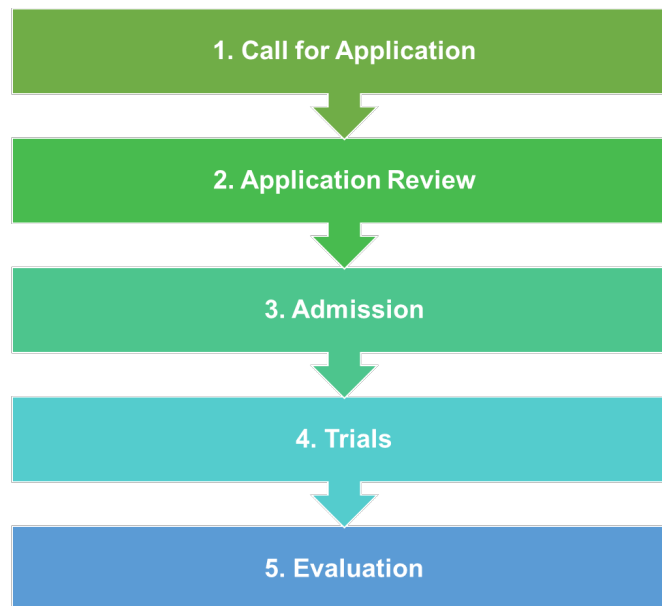 1. Call for Application
2. Application Review
3. Admission
4. Trials
5. Evaluation